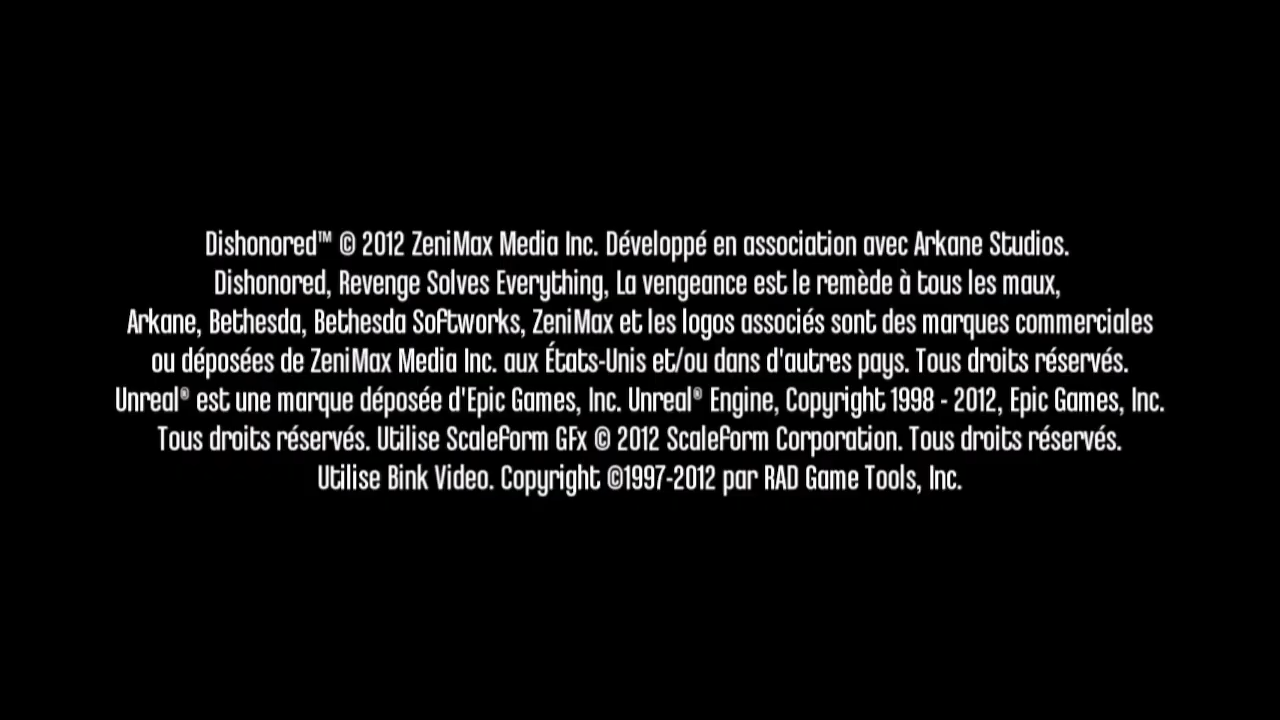 Dishonored™ © 2012 ZeniMax Media Inc. Développé en association avec Arkane Studios.
Dishonored, Revenge Solves Everything, La vengeance est le remède à tous les maux,
Arkane, Bethesda, Bethesda Softworks, ZeniMax et les logos associés sont des marques commerciales
ou déposées de ZeniMax Media Inc. aux États-Unis et/ou dans d'autres pays. Tous droits réservés.
Unreal® est une marque déposée d'Epic Games, Inc. Unreal® Engine, Copyright 1998 - 2012, Epic Games, Inc.
Tous droits réservés. Utilise Scaleform GFx © 2012 Scaleform Corporation. Tous droits réservés.
Utilise Bink Video. Copyright ©1997-2012 par RAD Game Tools, Inc.